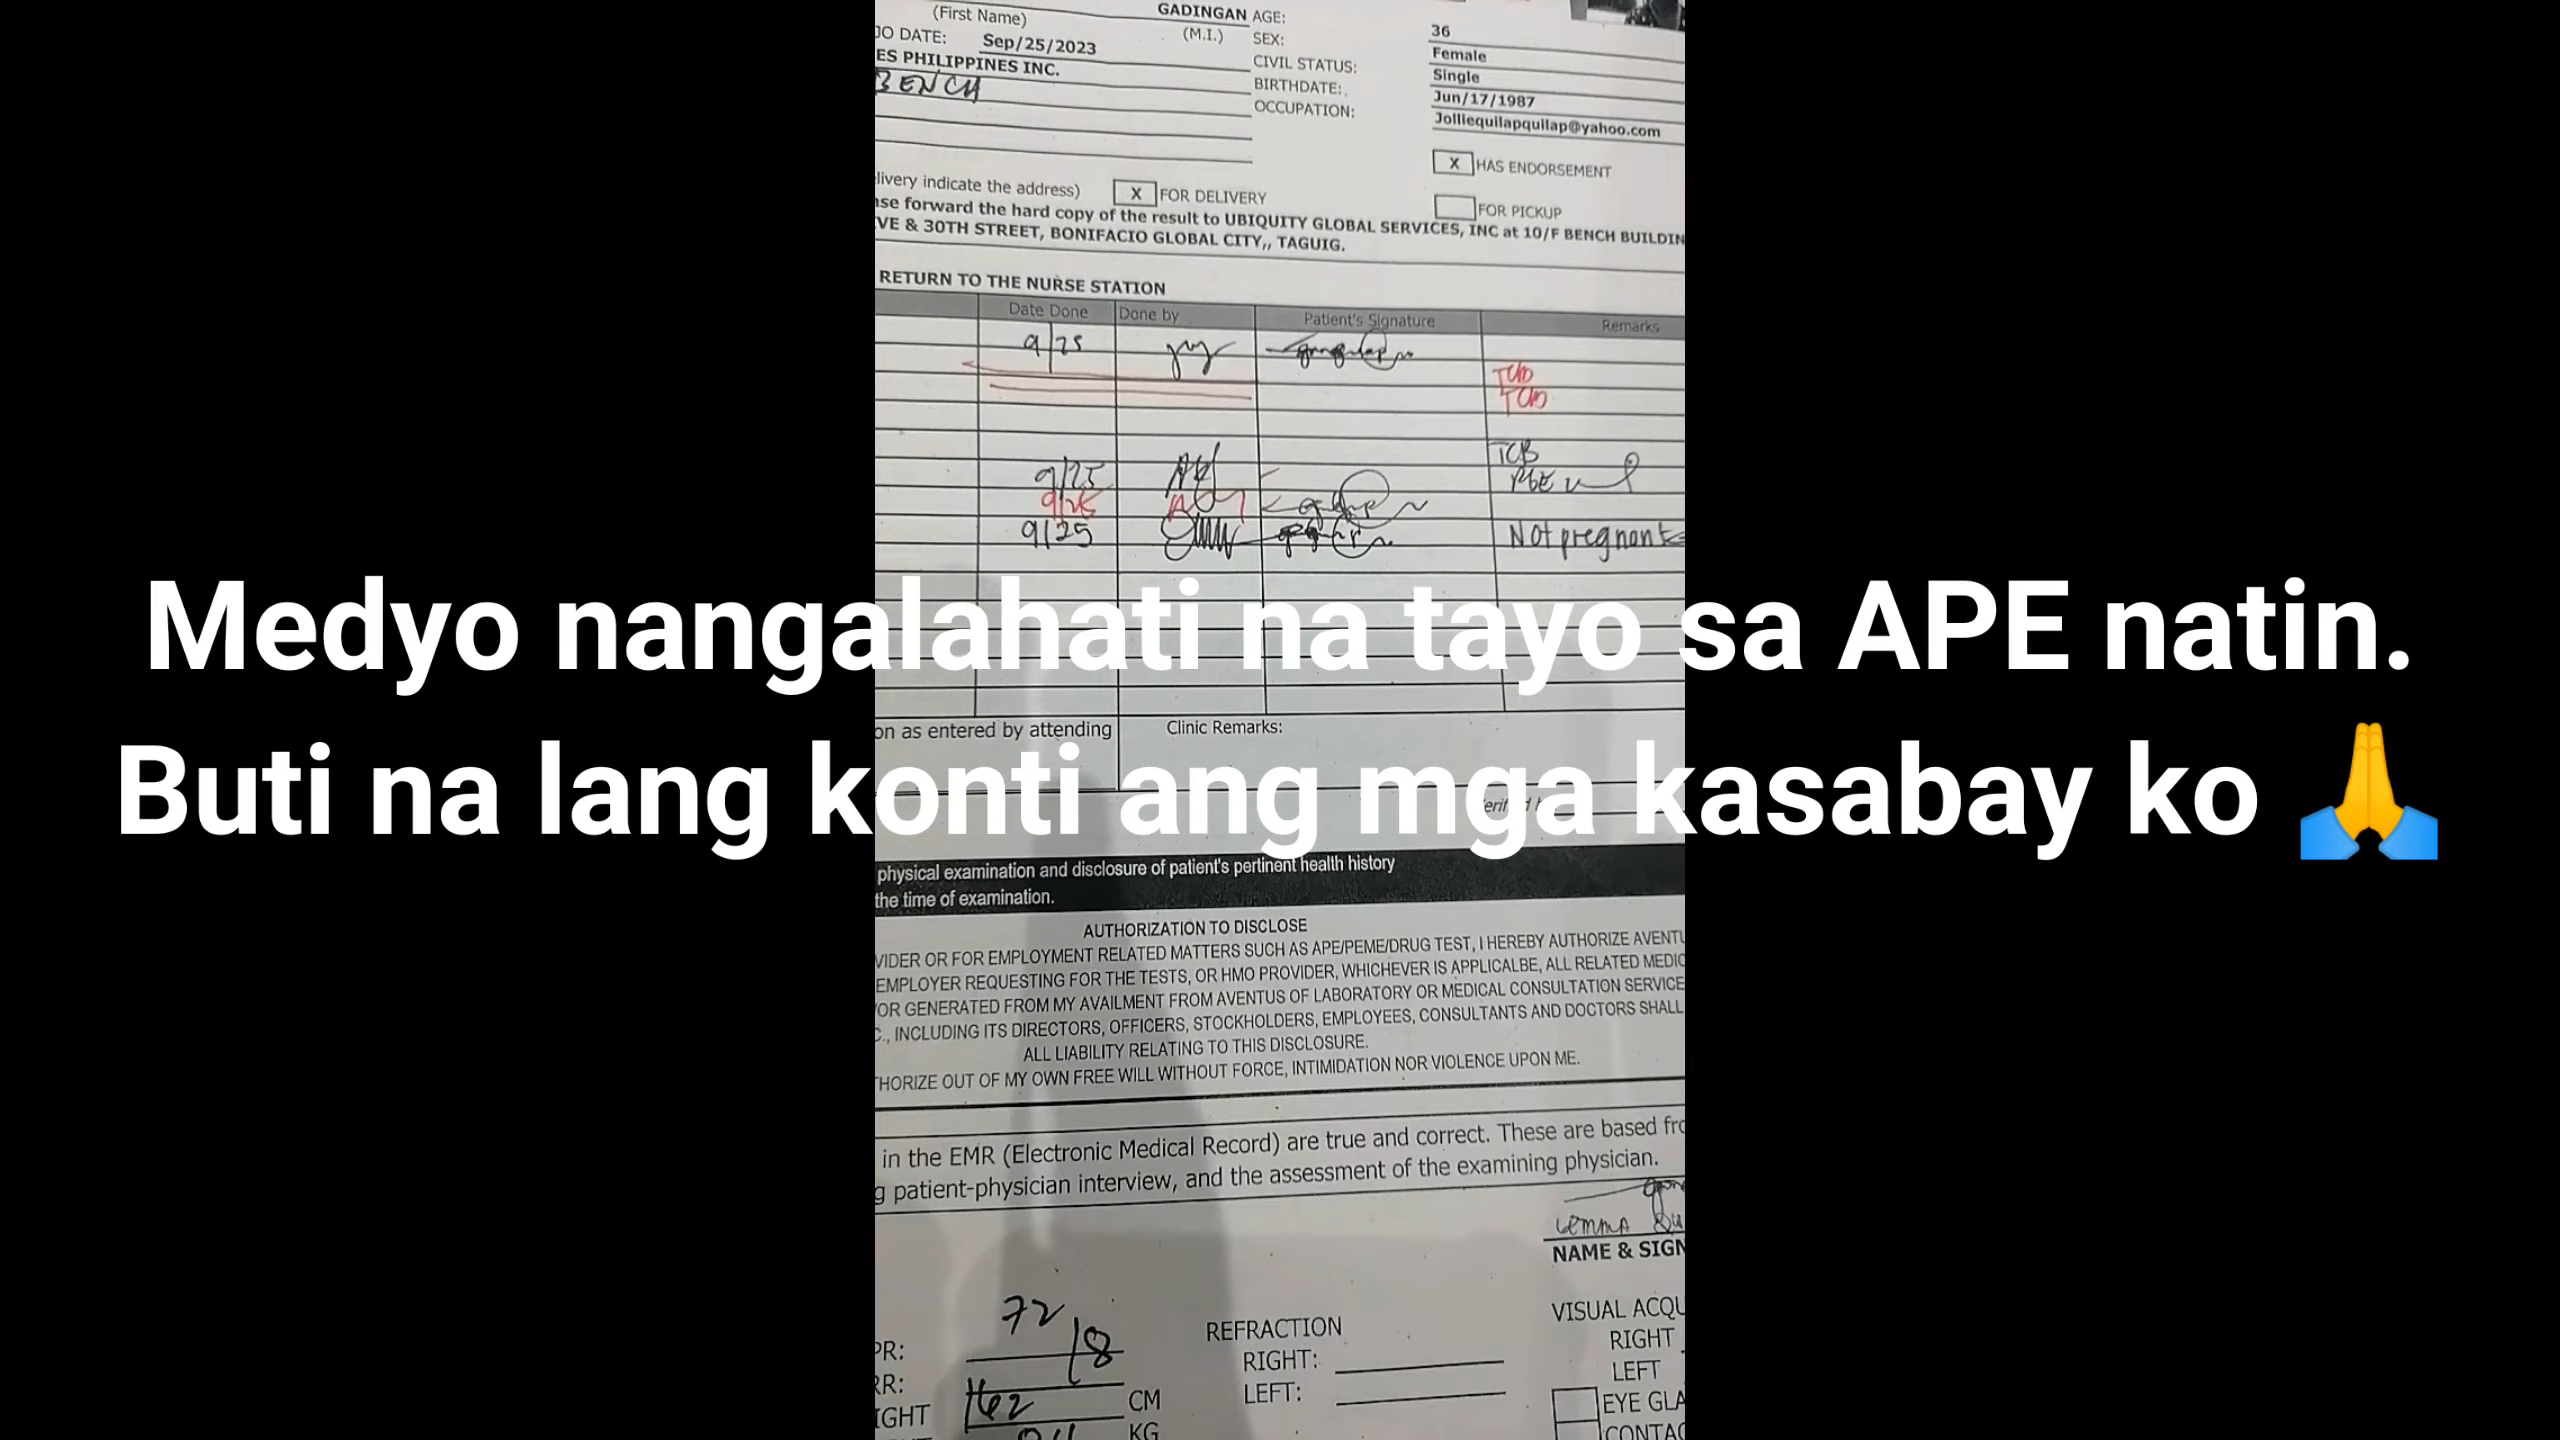 (First Name)
GADINGAN
(M.I.)
JO DATE: Sep/25/2023
ES PHILIPPINES INC.
BENCH
AGE: 36
SEX: Female
CIVIL STATUS: Single
BIRTHDATE: Jun/17/1987
OCCUPATION: Jolliequilapquilap@yahoo.com
X HAS ENDORSEMENT
livery indicate the address) X FOR DELIVERY
FOR PICKUP
ase forward the hard copy of the result to UBIQUITY GLOBAL SERVICES, INC at 10/F BENCH BUILDIN
VE & 30TH STREET, BONIFACIO GLOBAL CITY,, TAGUIG.
RETURN TO THE NURSE STATION
Date Done Done by Patient's Signature Remarks
9/25
TCB
9/25
9/25 Not pregnant
Medyo nangalahati na tayo sa APE natin.
Buti na lang konti ang mga kasabay ko 🙏
on as entered by attending
Clinic Remarks:
physical examination and disclosure of patient's pertinent health history
the time of examination.
AUTHORIZATION TO DISCLOSE
VIDER OR FOR EMPLOYMENT RELATED MATTERS SUCH AS APE/PEME/DRUG TEST, I HEREBY AUTHORIZE AVENTU
EMPLOYER REQUESTING FOR THE TESTS, OR HMO PROVIDER, WHICHEVER IS APPLICALBE, ALL RELATED MEDIC
OR GENERATED FROM MY AVAILMENT FROM AVENTUS OF LABORATORY OR MEDICAL CONSULTATION SERVICE
C., INCLUDING ITS DIRECTORS, OFFICERS, STOCKHOLDERS, EMPLOYEES, CONSULTANTS AND DOCTORS SHALL
ALL LIABILITY RELATING TO THIS DISCLOSURE.
THORIZE OUT OF MY OWN FREE WILL WITHOUT FORCE, INTIMIDATION NOR VIOLENCE UPON ME.
in the EMR (Electronic Medical Record) are true and correct. These are based fro
g patient-physician interview, and the assessment of the examining physician.
NAME & SIGN
PR: 72
RR: 18
IGHT 162 CM
KG
REFRACTION
RIGHT:
LEFT:
VISUAL ACQU
RIGHT
LEFT
EYE GLA
CONTAC